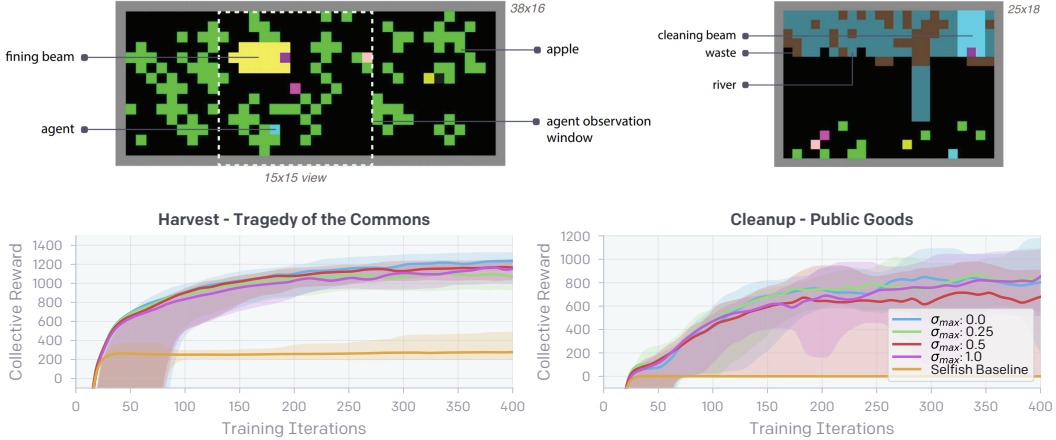 38x16
fining beam
apple
agent
agent observation
window
15x15 view
25x18
cleaning beam
waste
river
Harvest - Tragedy of the Commons
Collective Reward
1400
1200
1000
800
600
400
200
0
0 50 100 150 200 250 300 350 400
Training Iterations
Cleanup - Public Goods
Collective Reward
1200
1000
800
600
400
200
0
0 50 100 150 200 250 300 350 400
Training Iterations
σmax: 0.0
σmax: 0.25
σmax: 0.5
σmax: 1.0
Selfish Baseline